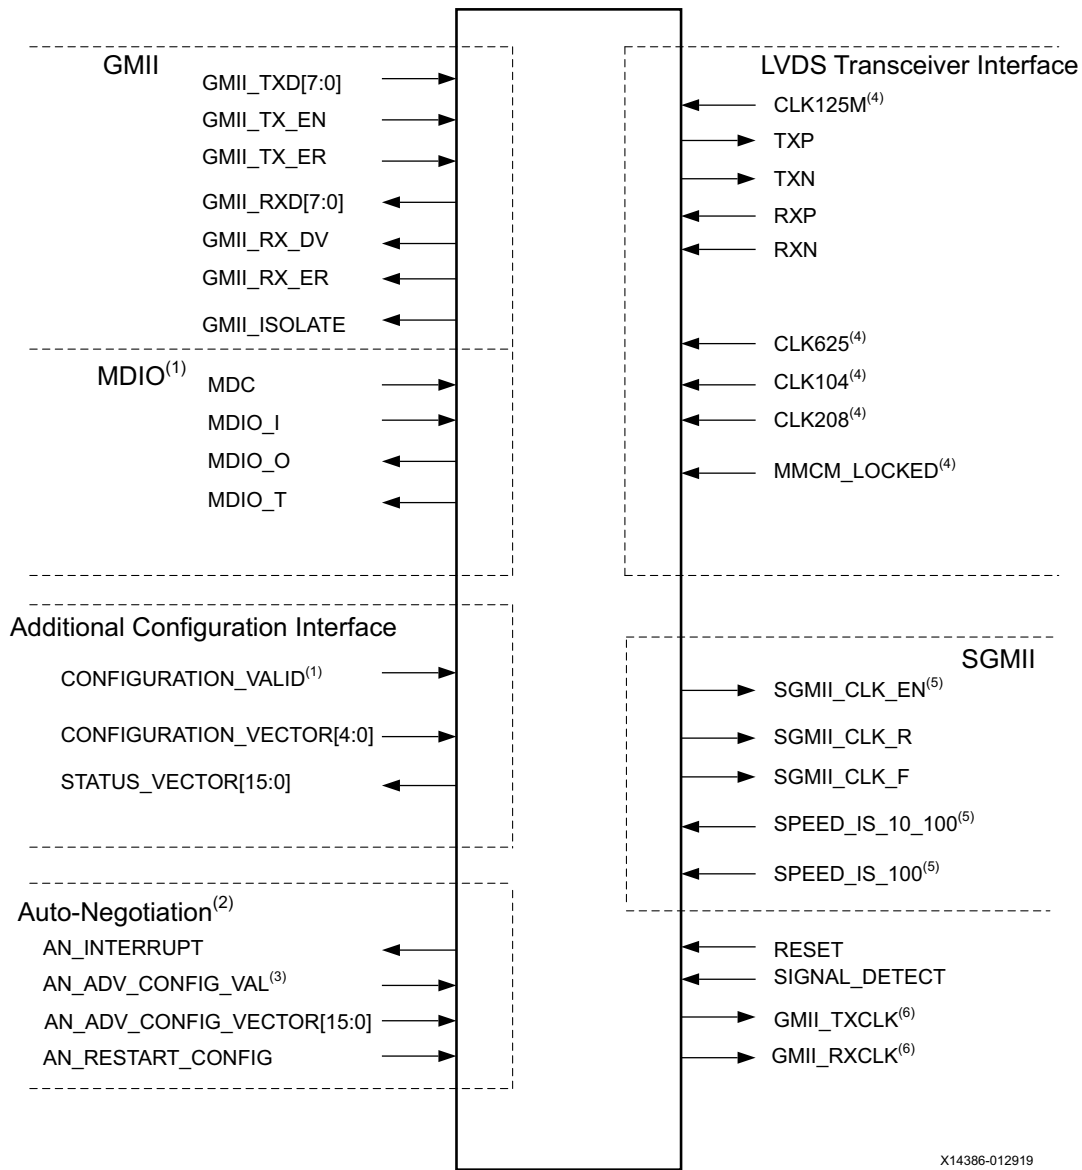 GMII
GMII_TXD[7:0]
GMII_TX_EN
GMII_TX_ER
GMII_RXD[7:0]
GMII_RX_DV
GMII_RX_ER
GMII_ISOLATE
MDIO(1)
MDC
MDIO_I
MDIO_O
MDIO_T
Additional Configuration Interface
CONFIGURATION_VALID(1)
CONFIGURATION_VECTOR[4:0]
STATUS_VECTOR[15:0]
Auto-Negotiation(2)
AN_INTERRUPT
AN_ADV_CONFIG_VAL(3)
AN_ADV_CONFIG_VECTOR[15:0]
AN_RESTART_CONFIG
LVDS Transceiver Interface
CLK125M(4)
TXP
TXN
RXP
RXN
CLK625(4)
CLK104(4)
CLK208(4)
MMCM_LOCKED(4)
SGMII
SGMII_CLK_EN(5)
SGMII_CLK_R
SGMII_CLK_F
SPEED_IS_10_100(5)
SPEED_IS_100(5)
RESET
SIGNAL_DETECT
GMII_TXCLK(6)
GMII_RXCLK(6)
X14386-012919